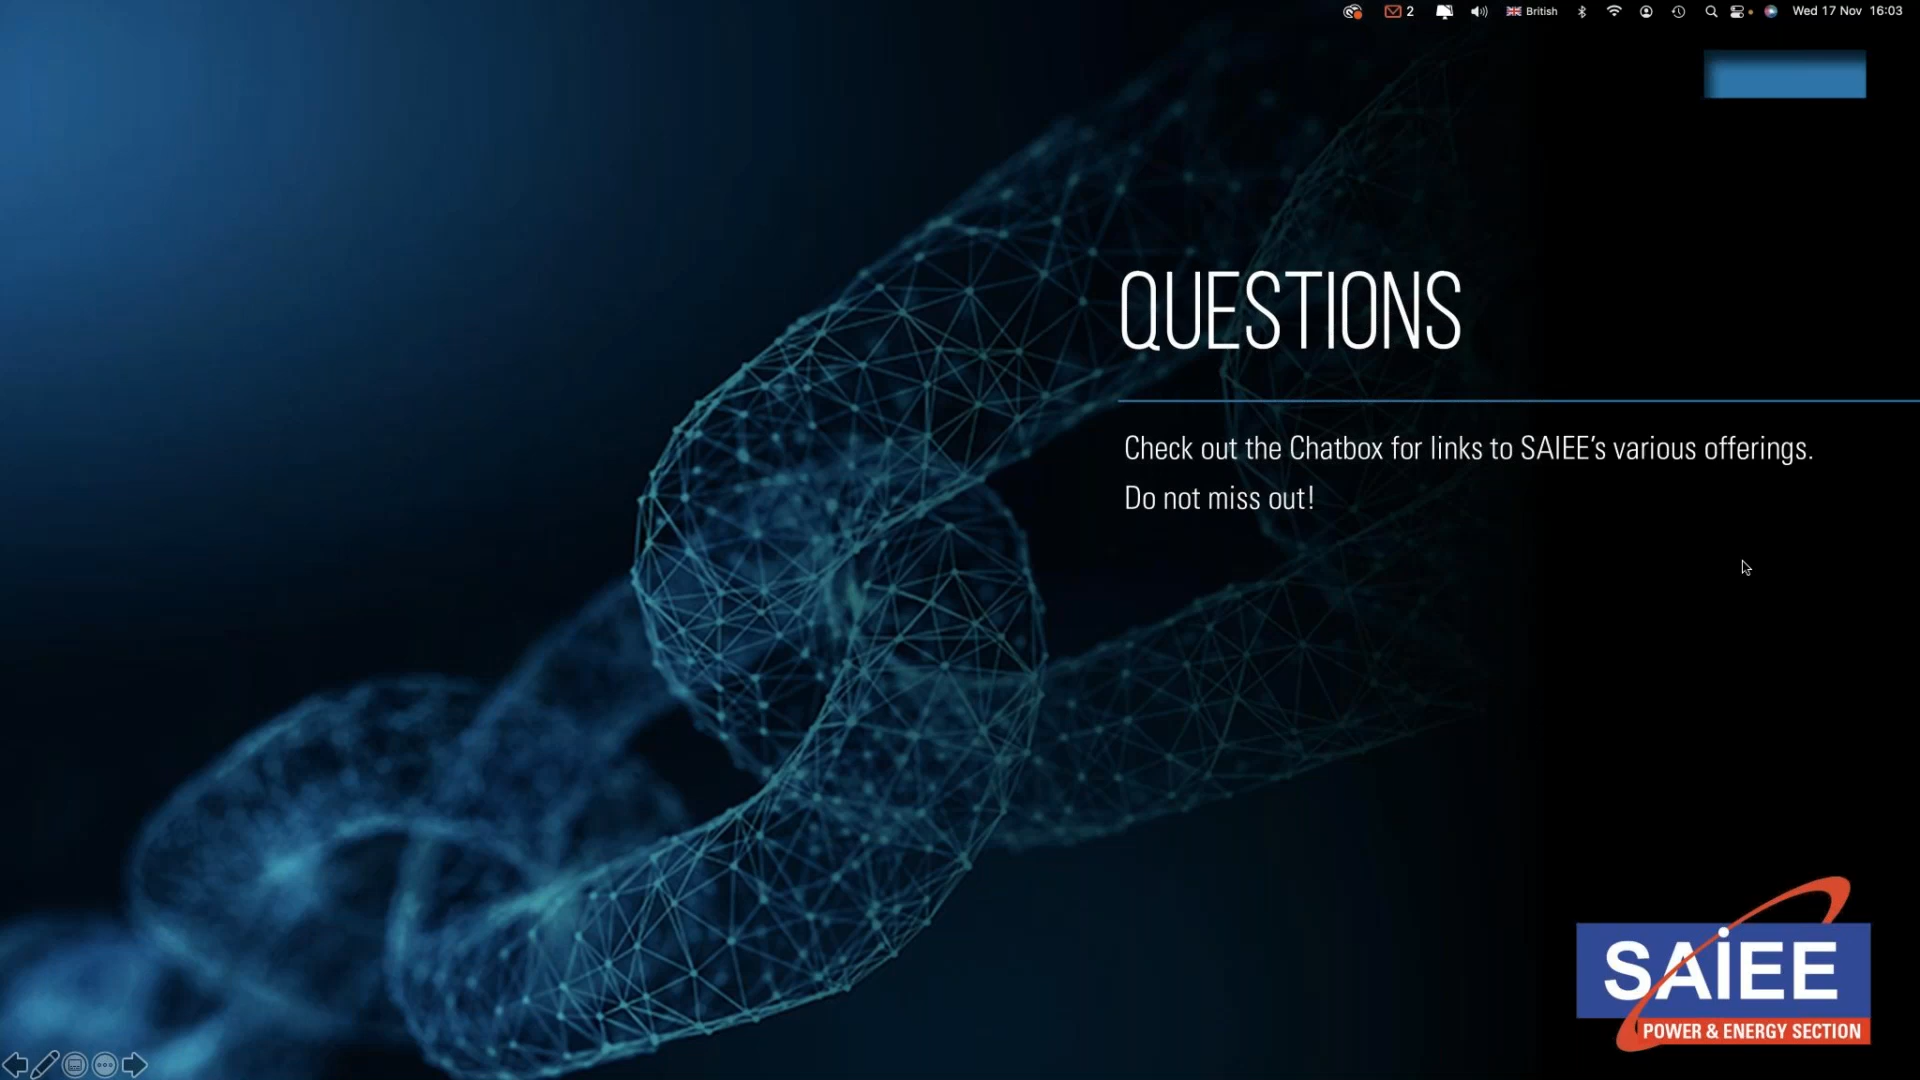 2 British Wed 17 Nov 16:03
QUESTIONS
Check out the Chatbox for links to SAIEE's various offerings.
Do not miss out!
SAiEE
POWER & ENERGY SECTION